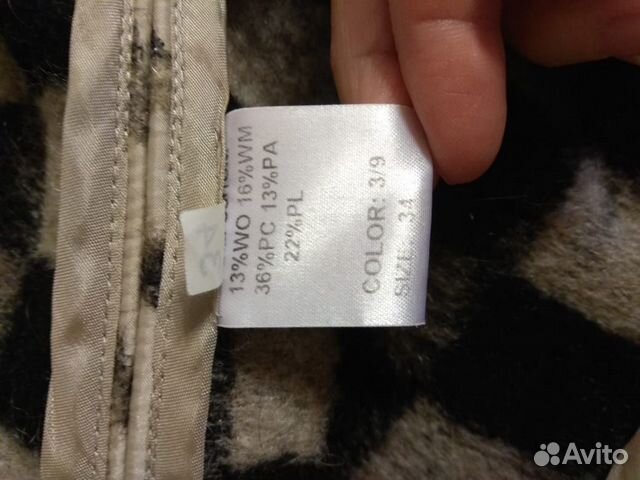 13%WO 16%WM
36%PC 13%PA
22%PL
COLOR: 3/9
SIZE: 34
34
Avito